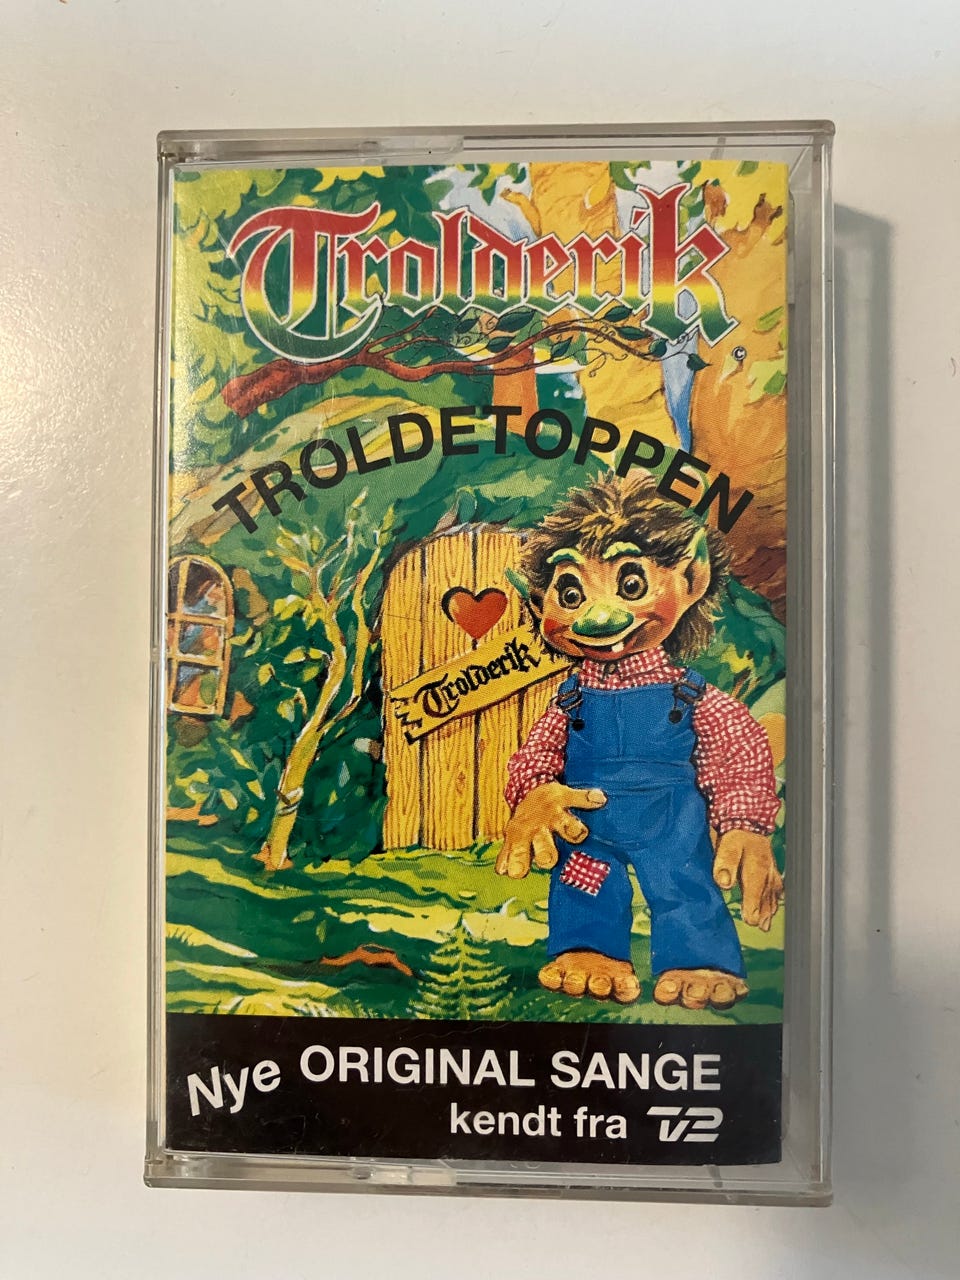 Trolderik
©
TROLDETOPPEN
Trolderik
Nye ORIGINAL SANGE
kendt fra TV2